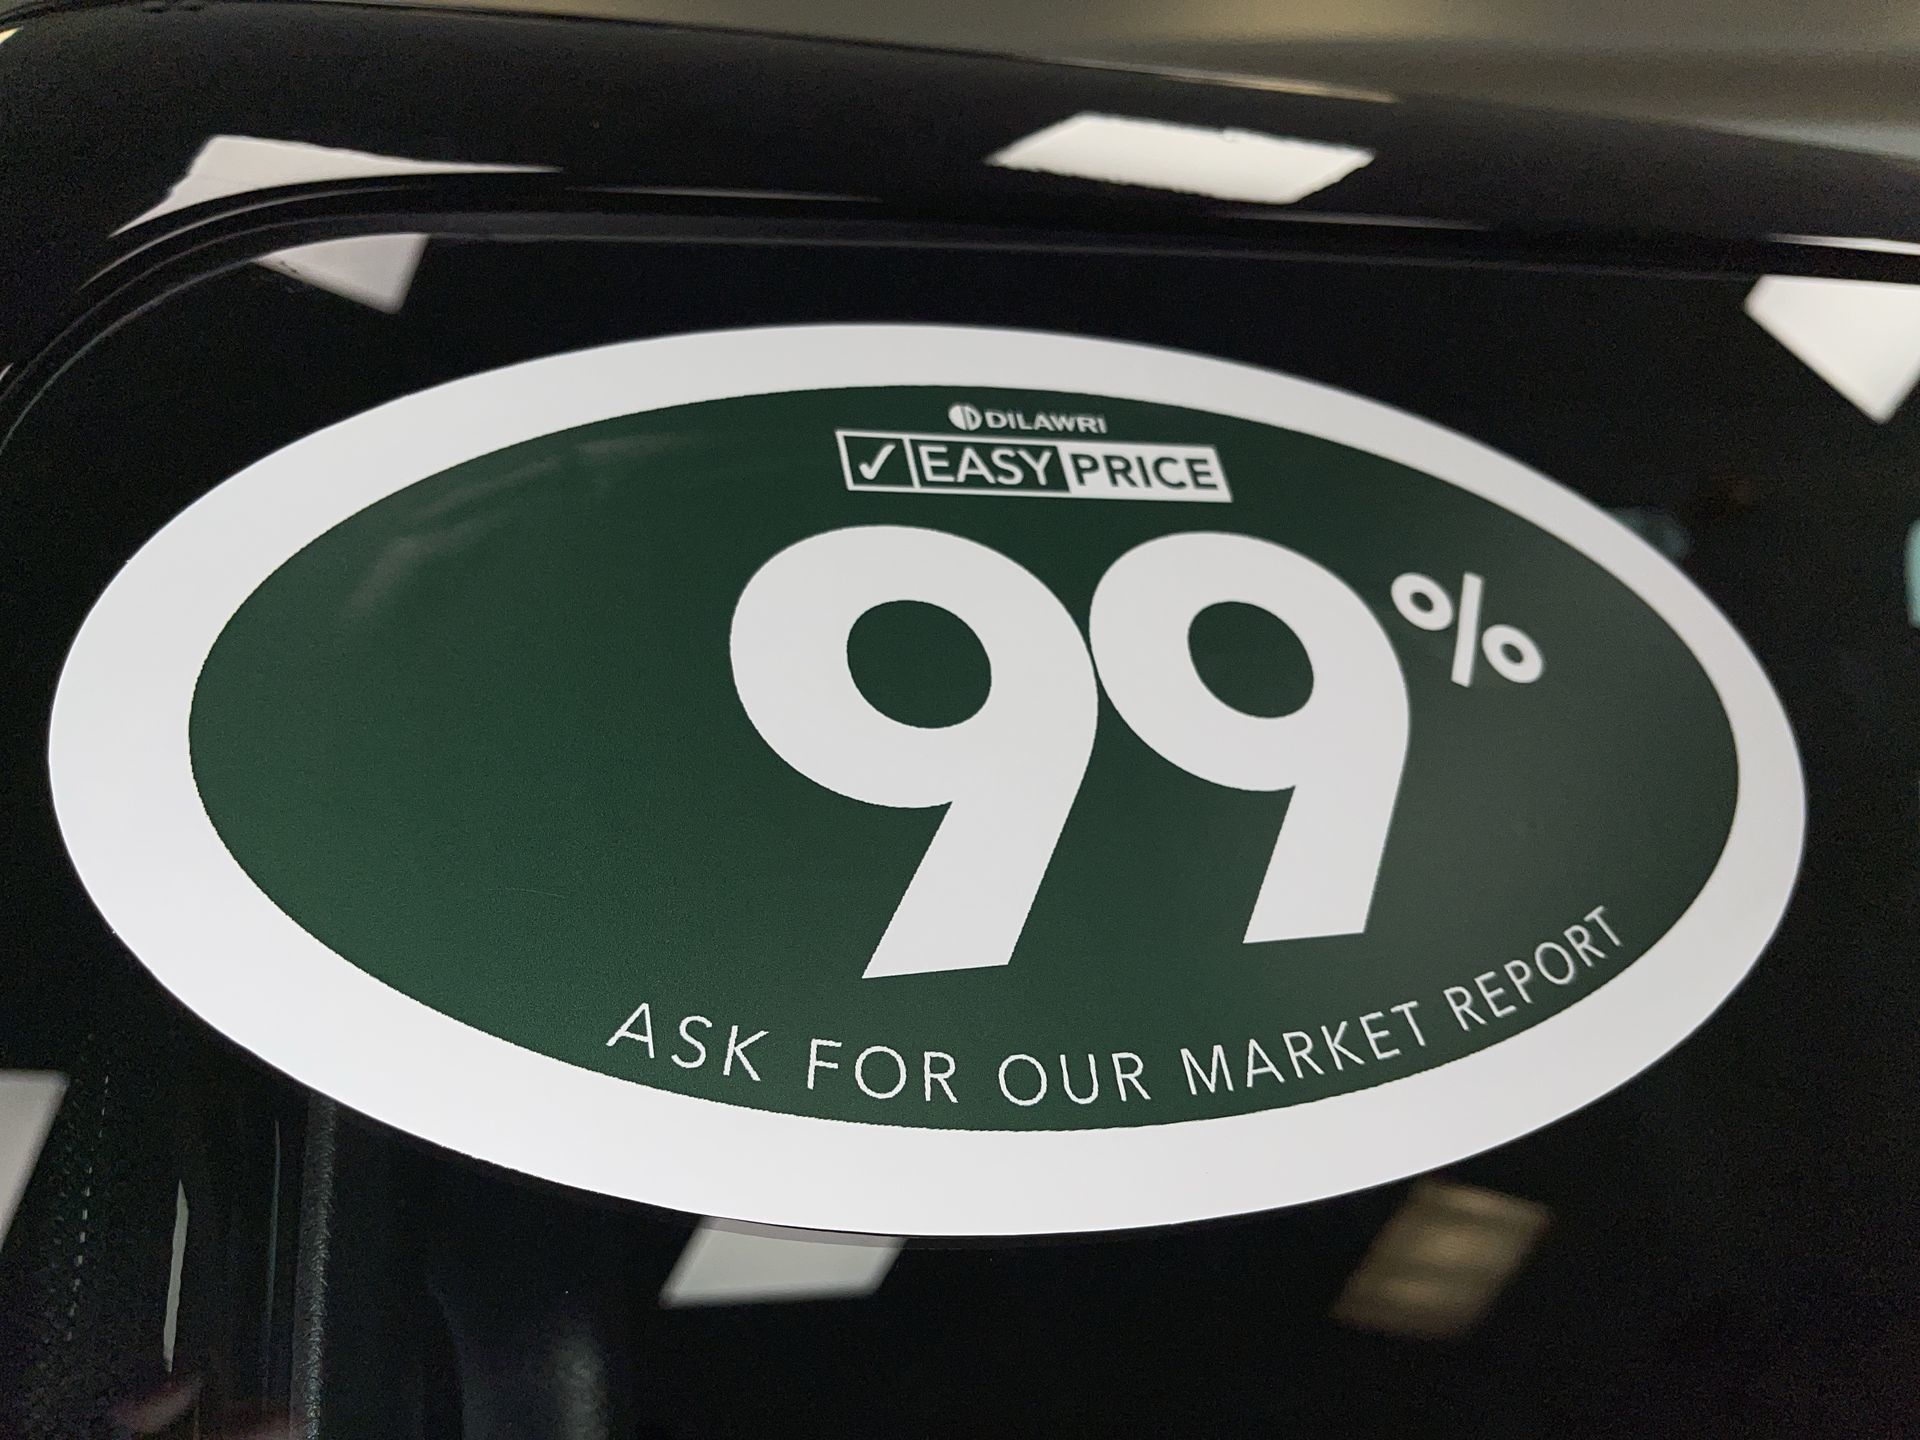 DILAWRI
✓ EASY PRICE
99%
ASK FOR OUR MARKET REPORT